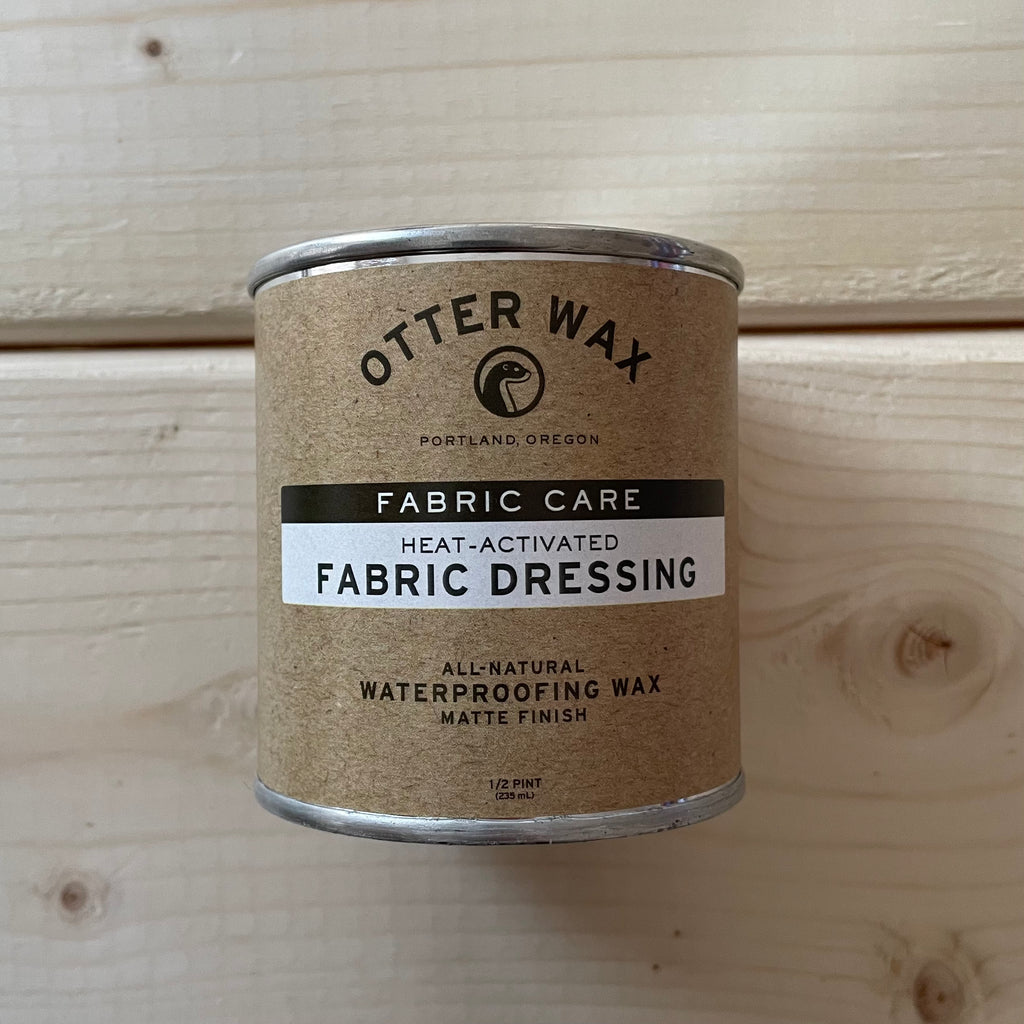 OTTER WAX
PORTLAND, OREGON
FABRIC CARE
HEAT-ACTIVATED
FABRIC DRESSING
ALL-NATURAL
WATERPROOFING WAX
MATTE FINISH
1/2 PINT
(235 mL)